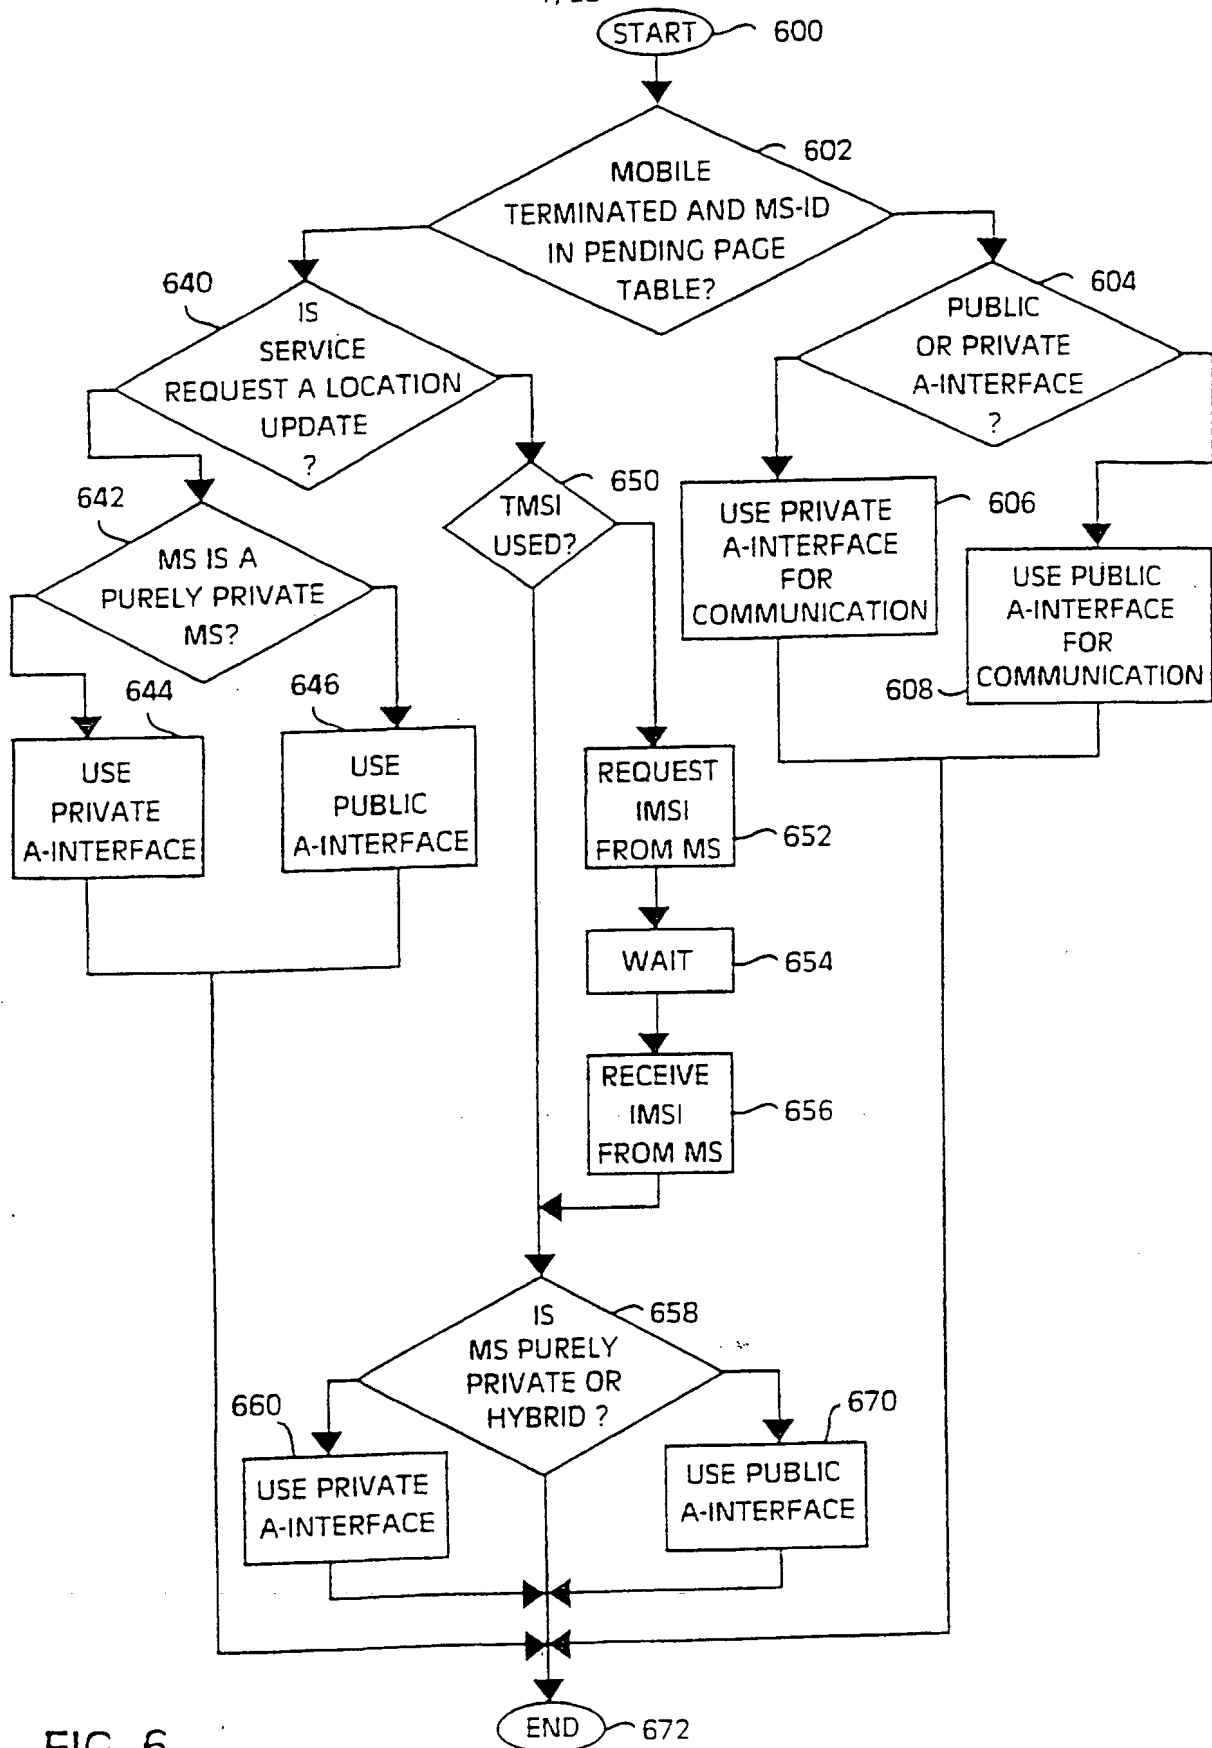 START
600
MOBILE
TERMINATED AND MS-ID
IN PENDING PAGE
TABLE?
602
640
IS
SERVICE
REQUEST A LOCATION
UPDATE
?
PUBLIC
OR PRIVATE
A-INTERFACE
?
604
642
MS IS A
PURELY PRIVATE
MS?
TMSI
USED?
650
USE PRIVATE
A-INTERFACE
FOR
COMMUNICATION
606
USE PUBLIC
A-INTERFACE
FOR
COMMUNICATION
608
644
USE
PRIVATE
A-INTERFACE
646
USE
PUBLIC
A-INTERFACE
REQUEST
IMSI
FROM MS
652
WAIT
654
RECEIVE
IMSI
FROM MS
656
IS
MS PURELY
PRIVATE OR
HYBRID ?
658
660
USE PRIVATE
A-INTERFACE
670
USE PUBLIC
A-INTERFACE
END
672
FIG. 6